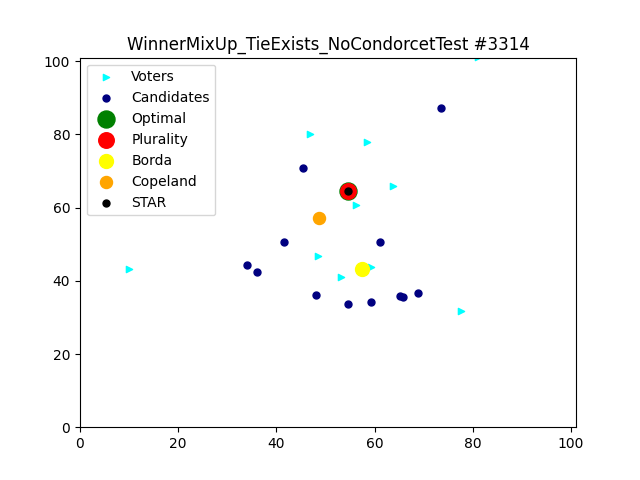 WinnerMixUp_TieExists_NoCondorcetTest #3314
100
80
60
40
20
0
0
20
40
60
80
100
Voters
Candidates
Optimal
Plurality
Borda
Copeland
STAR